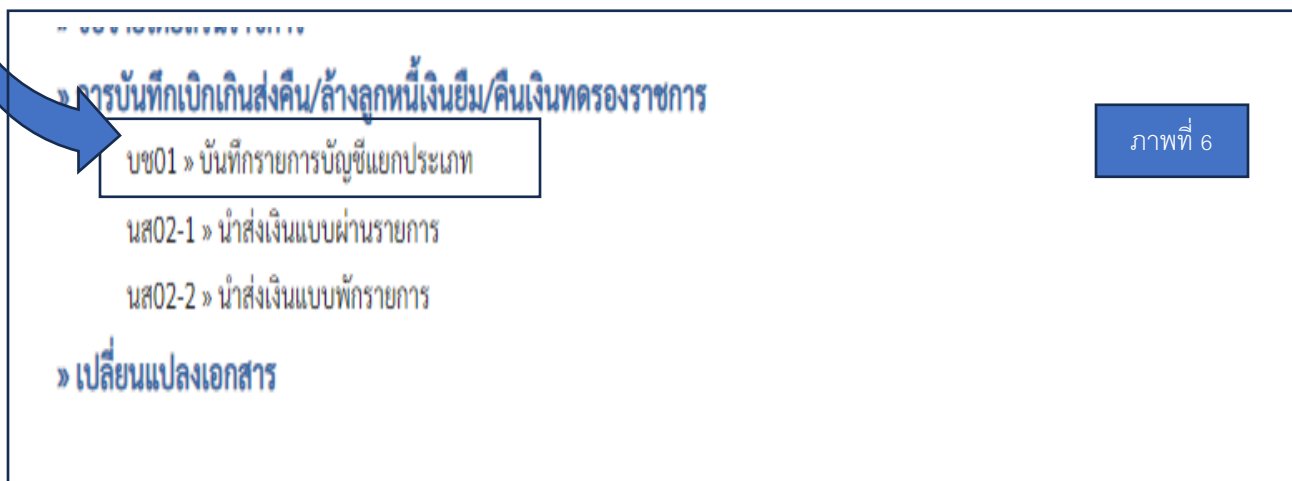 » การบันทึกเบิกเกินส่งคืน/ล้างลูกหนี้เงินยืม/คืนเงินทดรองราชการ
ภาพที่ 6
บช01 » บันทึกรายการบัญชีแยกประเภท
นส02-1 » นำส่งเงินแบบผ่านรายการ
นส02-2 » นำส่งเงินแบบพักรายการ
» เปลี่ยนแปลงเอกสาร